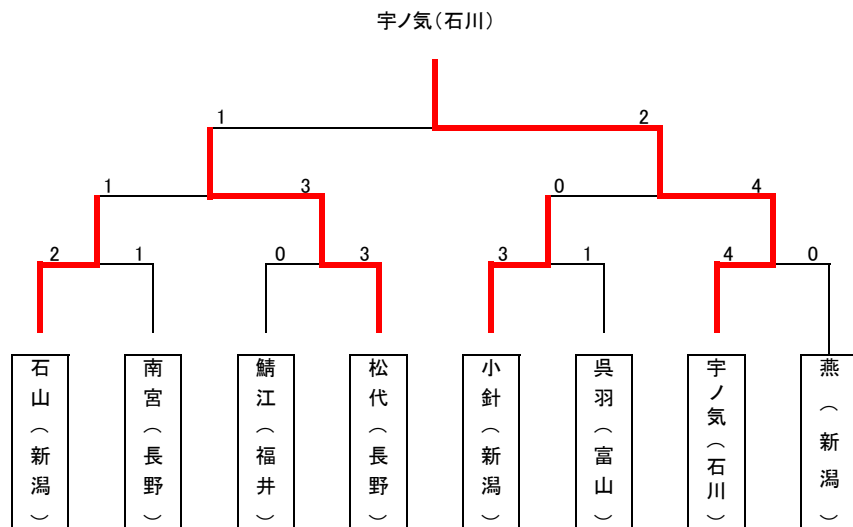 宇ノ気(石川)
1
2
1
3
0
4
2
1
0
3
3
1
4
0
石山(新潟)
南宮(長野)
鯖江(福井)
松代(長野)
小針(新潟)
呉羽(富山)
宇ノ気(石川)
燕(新潟)